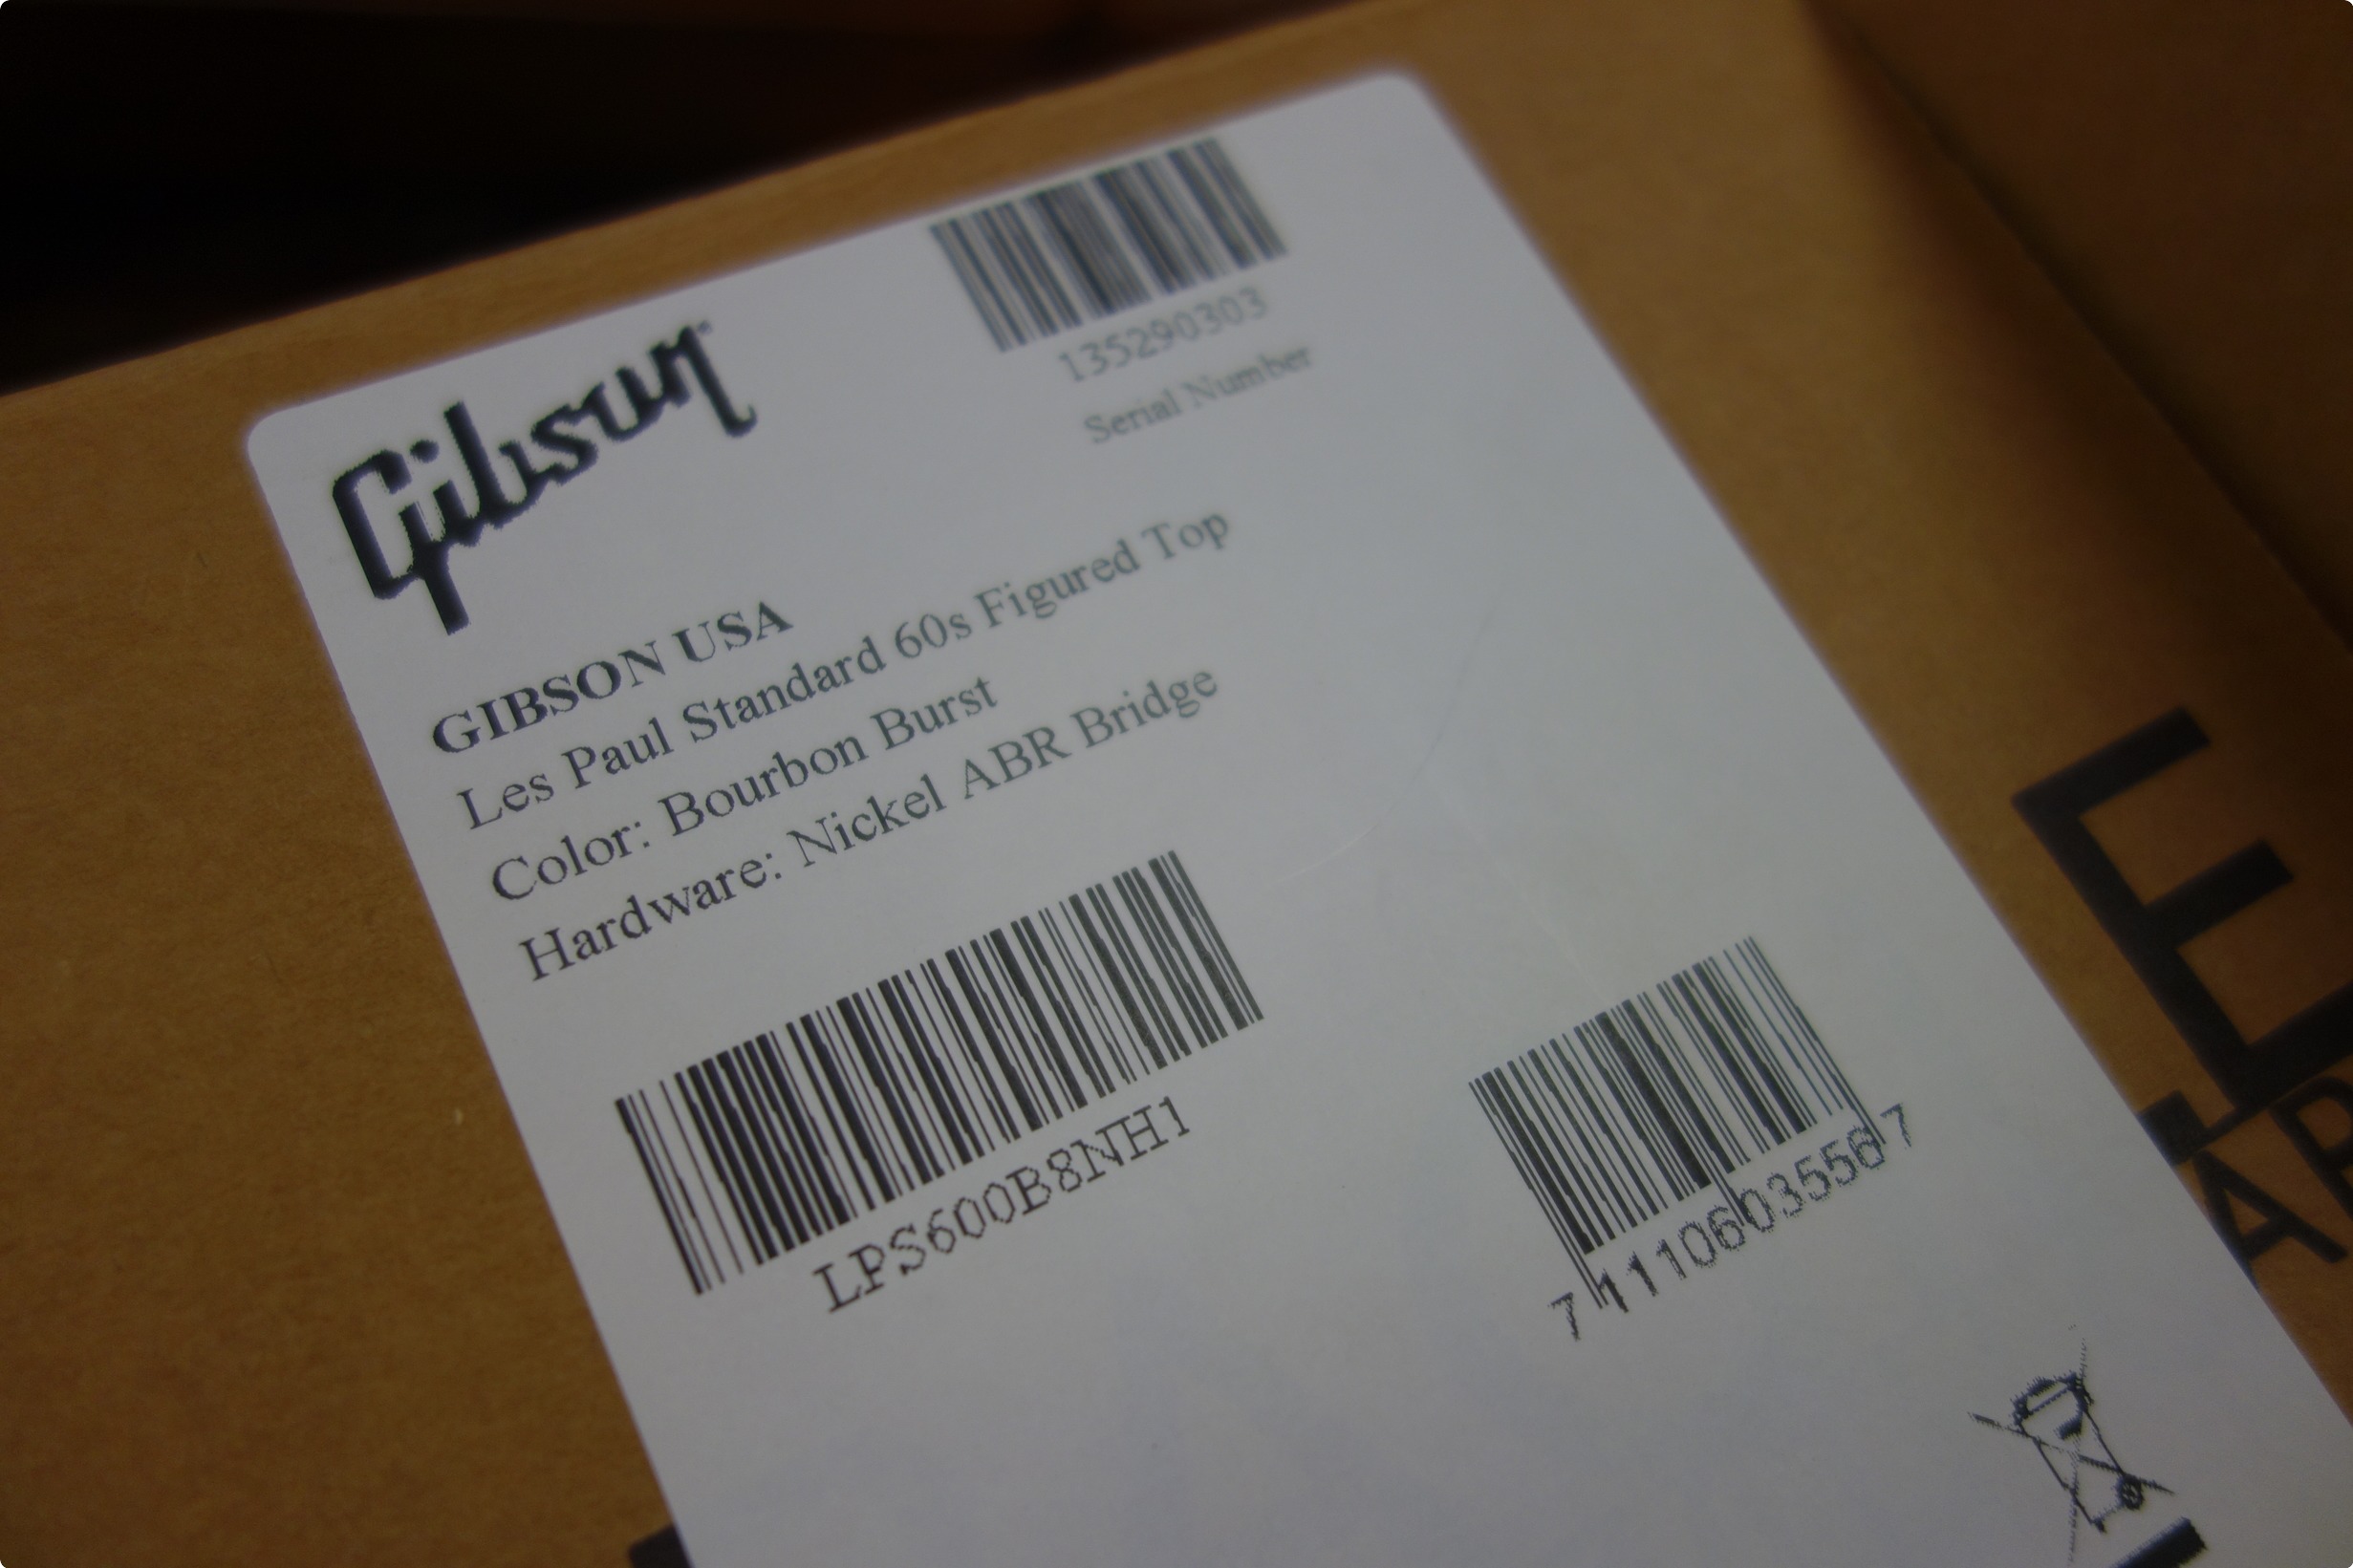 135290303
Serial Number
Gibson
GIBSON USA
Les Paul Standard 60s Figured Top
Color: Bourbon Burst
Hardware: Nickel ABR Bridge
LPS600B8NH1
7 11106 03556 7
E